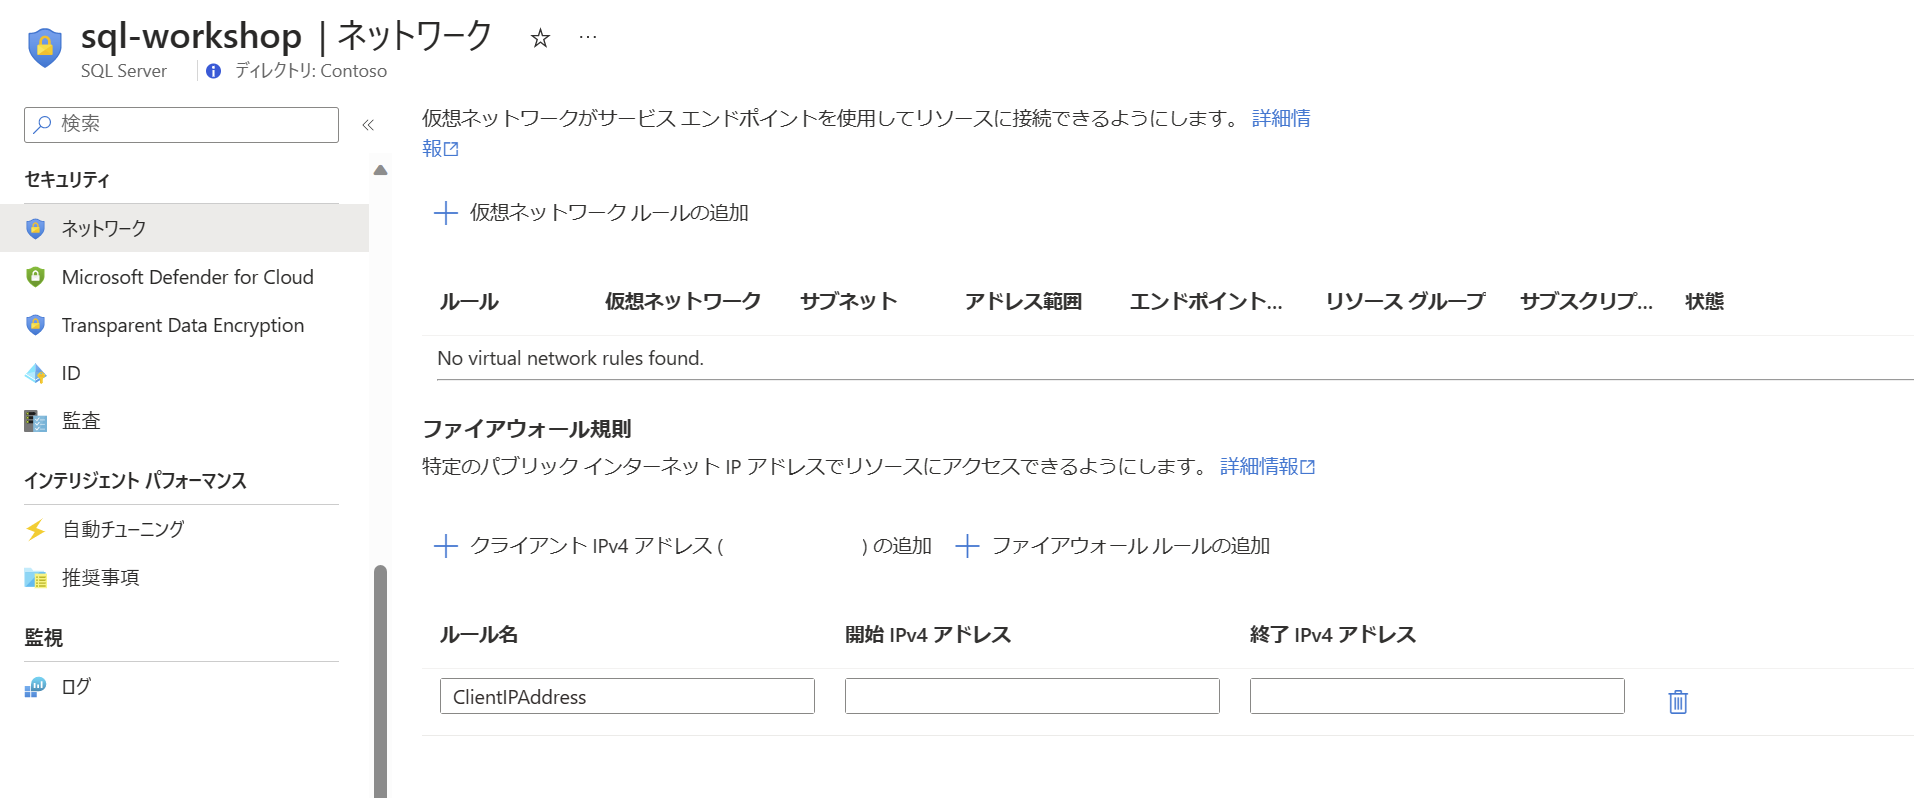 sql-workshop | ネットワーク ☆ …
SQL Server
ディレクトリ: Contoso
検索
«
セキュリティ
ネットワーク
Microsoft Defender for Cloud
Transparent Data Encryption
ID
監査
インテリジェント パフォーマンス
自動チューニング
推奨事項
監視
ログ
仮想ネットワークがサービス エンドポイントを使用してリソースに接続できるようにします。 詳細情
報
仮想ネットワーク ルールの追加
ルール 仮想ネットワーク サブネット アドレス範囲 エンドポイント... リソース グループ サブスクリプ... 状態
No virtual network rules found.
ファイアウォール規則
特定のパブリック インターネット IP アドレスでリソースにアクセスできるようにします。 詳細情報
クライアント IPv4 アドレス ( ) の追加 ファイアウォール ルールの追加
ルール名 開始 IPv4 アドレス 終了 IPv4 アドレス
ClientIPAddress